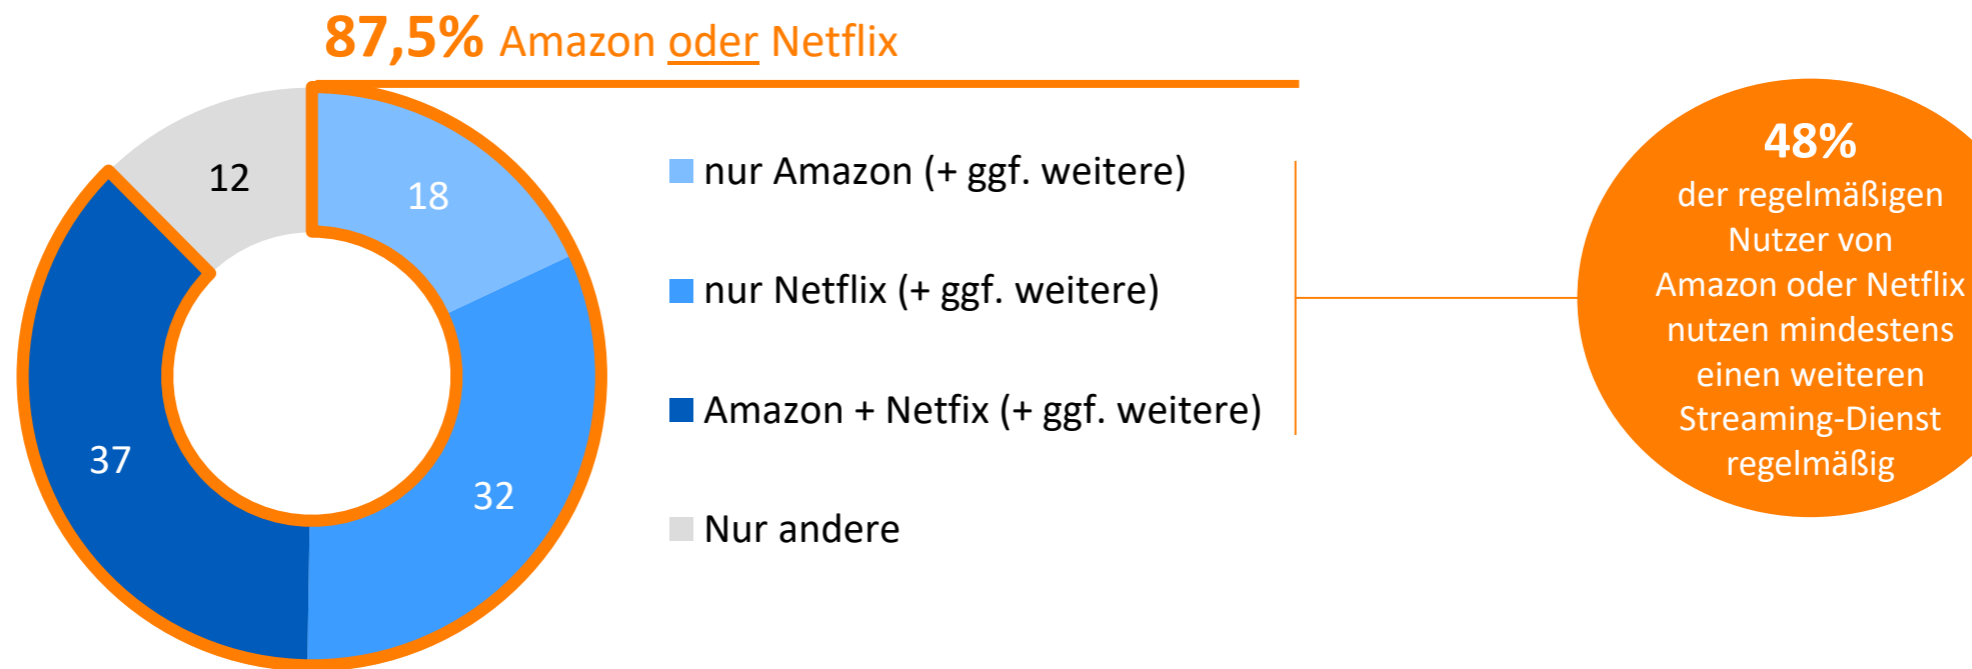 87,5% Amazon oder Netflix
12
18
37
32
nur Amazon (+ ggf. weitere)
nur Netflix (+ ggf. weitere)
Amazon + Netfix (+ ggf. weitere)
Nur andere
48%
der regelmäßigen
Nutzer von
Amazon oder Netflix
nutzen mindestens
einen weiteren
Streaming-Dienst
regelmäßig